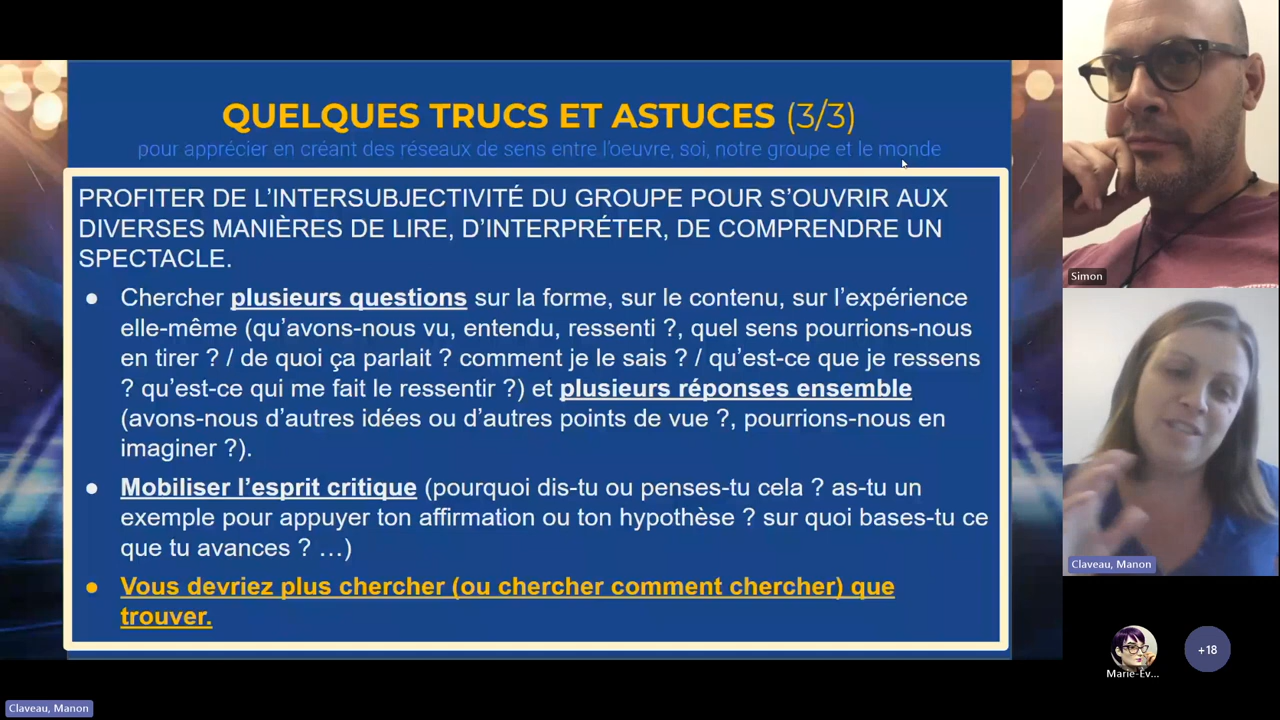 QUELQUES TRUCS ET ASTUCES (3/3)
pour apprécier en créant des réseaux de sens entre l'oeuvre, soi, notre groupe et le monde
PROFITER DE L'INTERSUBJECTIVITÉ DU GROUPE POUR S'OUVRIR AUX
DIVERSES MANIÈRES DE LIRE, D'INTERPRÉTER, DE COMPRENDRE UN
SPECTACLE.
● Chercher plusieurs questions sur la forme, sur le contenu, sur l'expérience
elle-même (qu'avons-nous vu, entendu, ressenti ?, quel sens pourrions-nous
en tirer ? / de quoi ça parlait ? comment je le sais ? / qu'est-ce que je ressens
? qu'est-ce qui me fait le ressentir ?) et plusieurs réponses ensemble
(avons-nous d'autres idées ou d'autres points de vue ?, pourrions-nous en
imaginer ?).
● Mobiliser l'esprit critique (pourquoi dis-tu ou penses-tu cela ? as-tu un
exemple pour appuyer ton affirmation ou ton hypothèse ? sur quoi bases-tu ce
que tu avances ? …)
● Vous devriez plus chercher (ou chercher comment chercher) que
trouver.
Simon
Claveau, Manon
Marie-Èv...
+18
Claveau, Manon